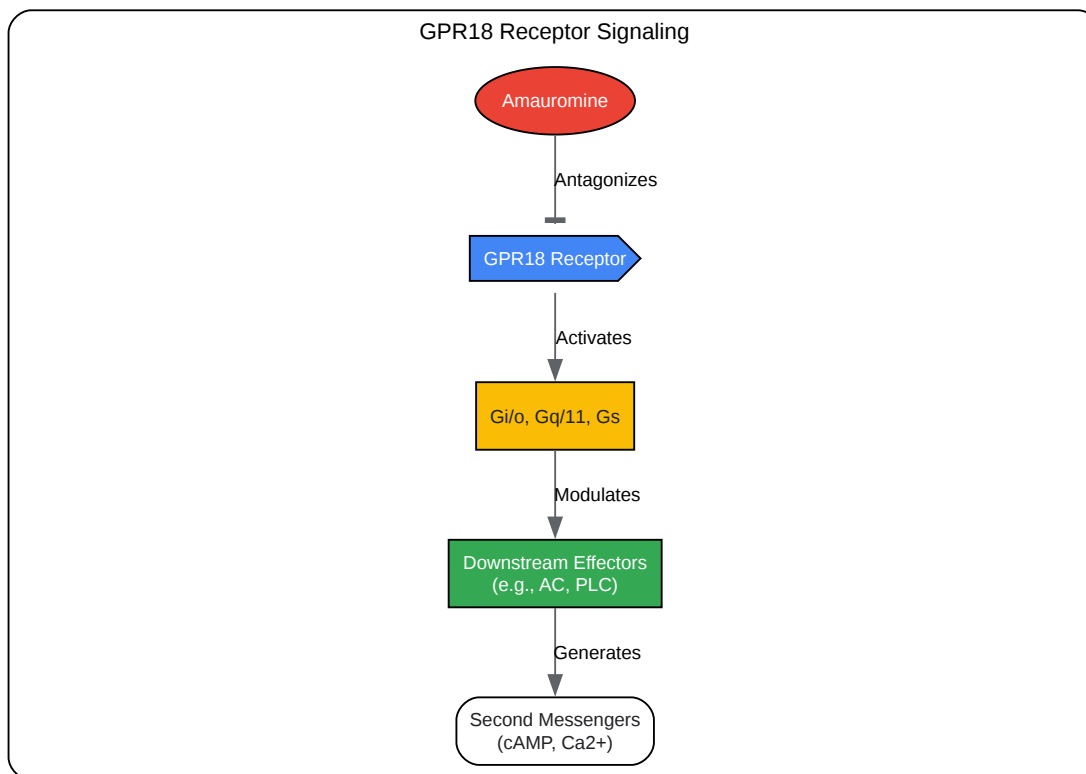 GPR18 Receptor Signaling
Amauromine
Antagonizes
GPR18 Receptor
Activates
Gi/o, Gq/11, Gs
Modulates
Downstream Effectors
(e.g., AC, PLC)
Generates
Second Messengers
(cAMP, Ca2+)